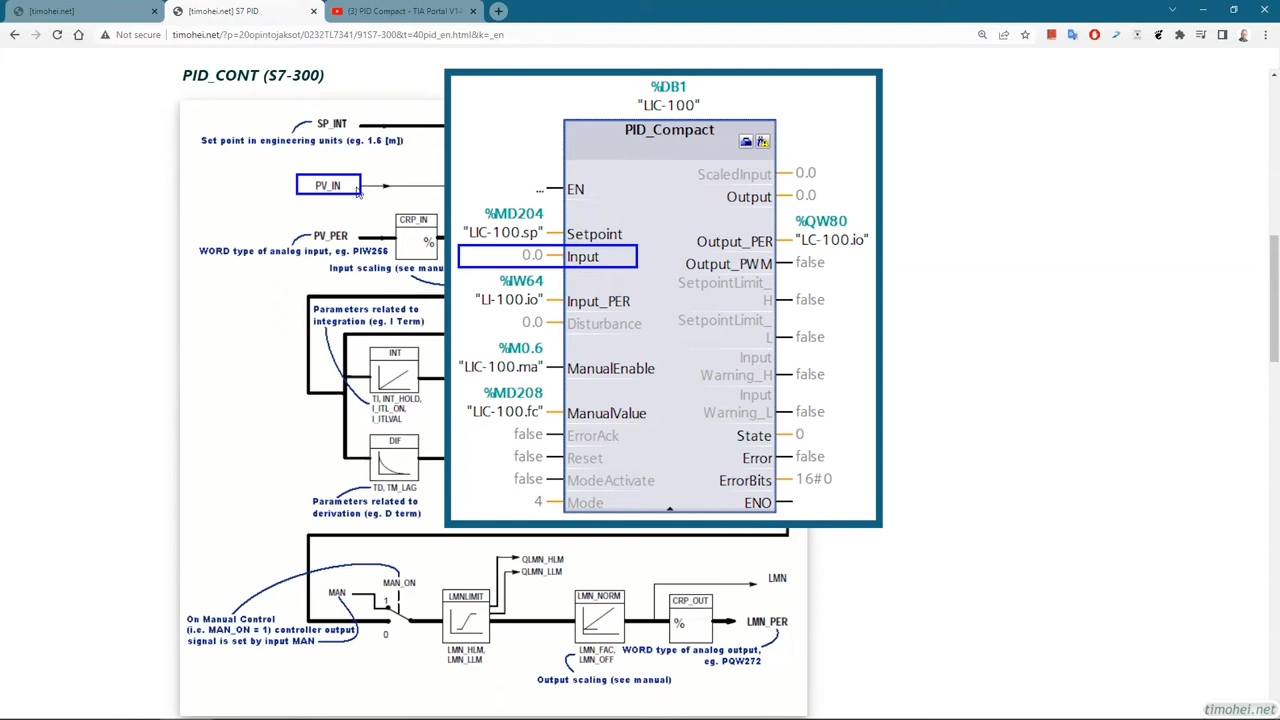 [timohei.net]
[timohei.net] S7 PID
(3) PID Compact - TIA Portal V1
Not secure
timohei.net/?p=20opintojaksot/0232TL7341/91S7-300&t=40pid_en.html&k=_en
PID_CONT (S7-300)
SP_INT
Set point in engineering units (eg. 1.6 [m])
PV_IN
PV_PER
WORD type of analog input, eg. PIW256
CRP_IN
%
Input scaling (see manu
Parameters related to
integration (eg. I Term)
INT
TI, INT_HOLD,
I_ITL_ON,
I_ITLVAL
DIF
TD, TM_LAG
Parameters related to
derivation (eg. D term)
%DB1
"LIC-100"
PID_Compact
... EN
%MD204
"LIC-100.sp" Setpoint
0.0 Input
%IW64
"LI-100.io" Input_PER
0.0 Disturbance
%M0.6
"LIC-100.ma" ManualEnable
%MD208
"LIC-100.fc" ManualValue
false ErrorAck
false Reset
false ModeActivate
4 Mode
ScaledInput 0.0
Output 0.0
%QW80
Output_PER "LC-100.io"
Output_PWM false
SetpointLimit_
H false
SetpointLimit_
L false
Input
Warning_H false
Input
Warning_L false
State 0
Error false
ErrorBits 16#0
ENO
QLMN_HLM
QLMN_LLM
MAN
MAN_ON
1
0
On Manual Control
(i.e. MAN_ON = 1) controller output
signal is set by input MAN
LMNLIMIT
LMN_HLM,
LMN_LLM
LMN_NORM
LMN_FAC,
LMN_OFF
Output scaling (see manual)
CRP_OUT
%
LMN
LMN_PER
WORD type of analog output,
eg. PQW272
timohei.net